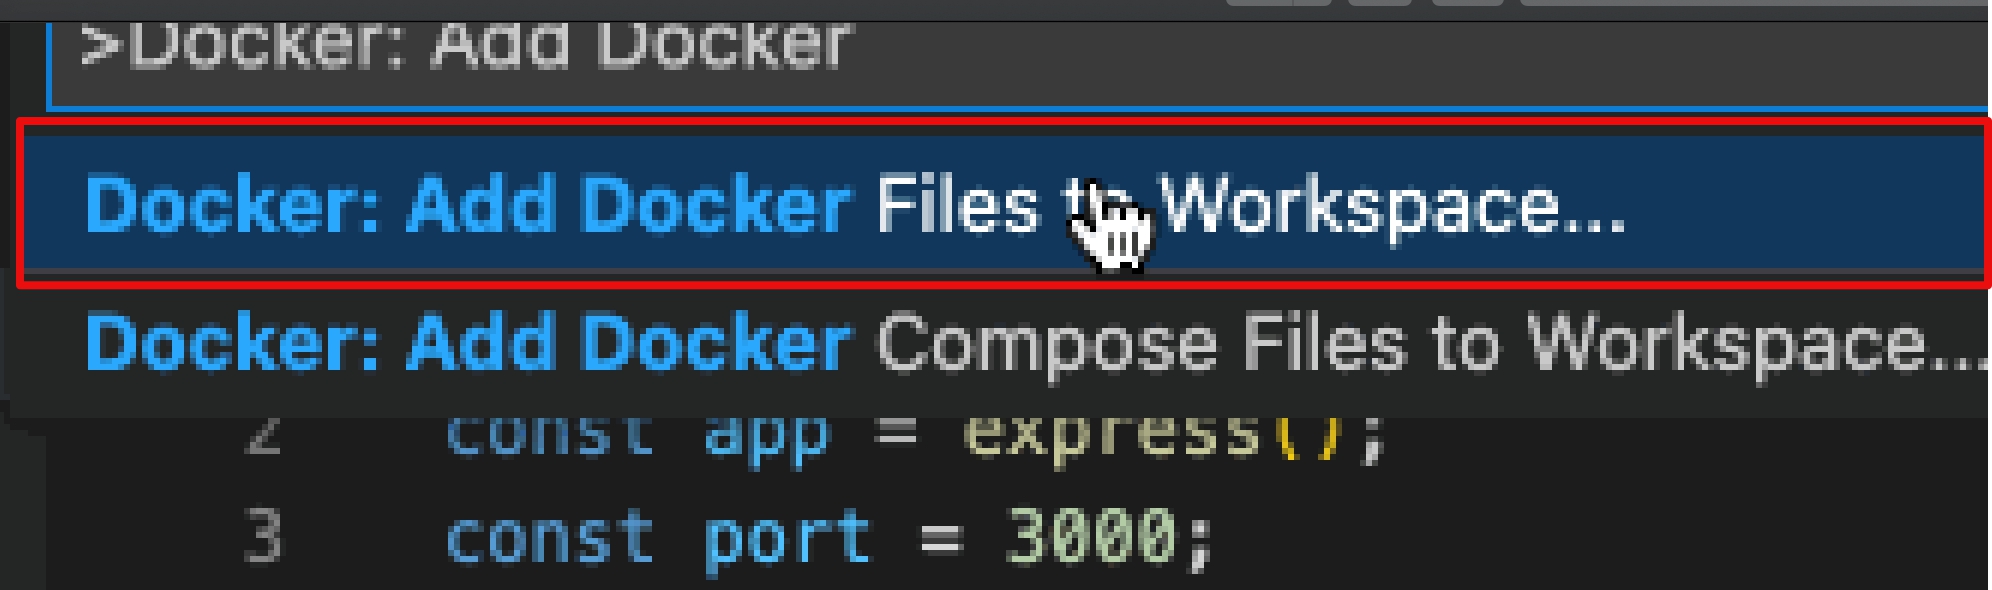 >Docker: Add Docker
Docker: Add Docker Files to Workspace...
Docker: Add Docker Compose Files to Workspace...
2 const app = express();
3 const port = 3000;